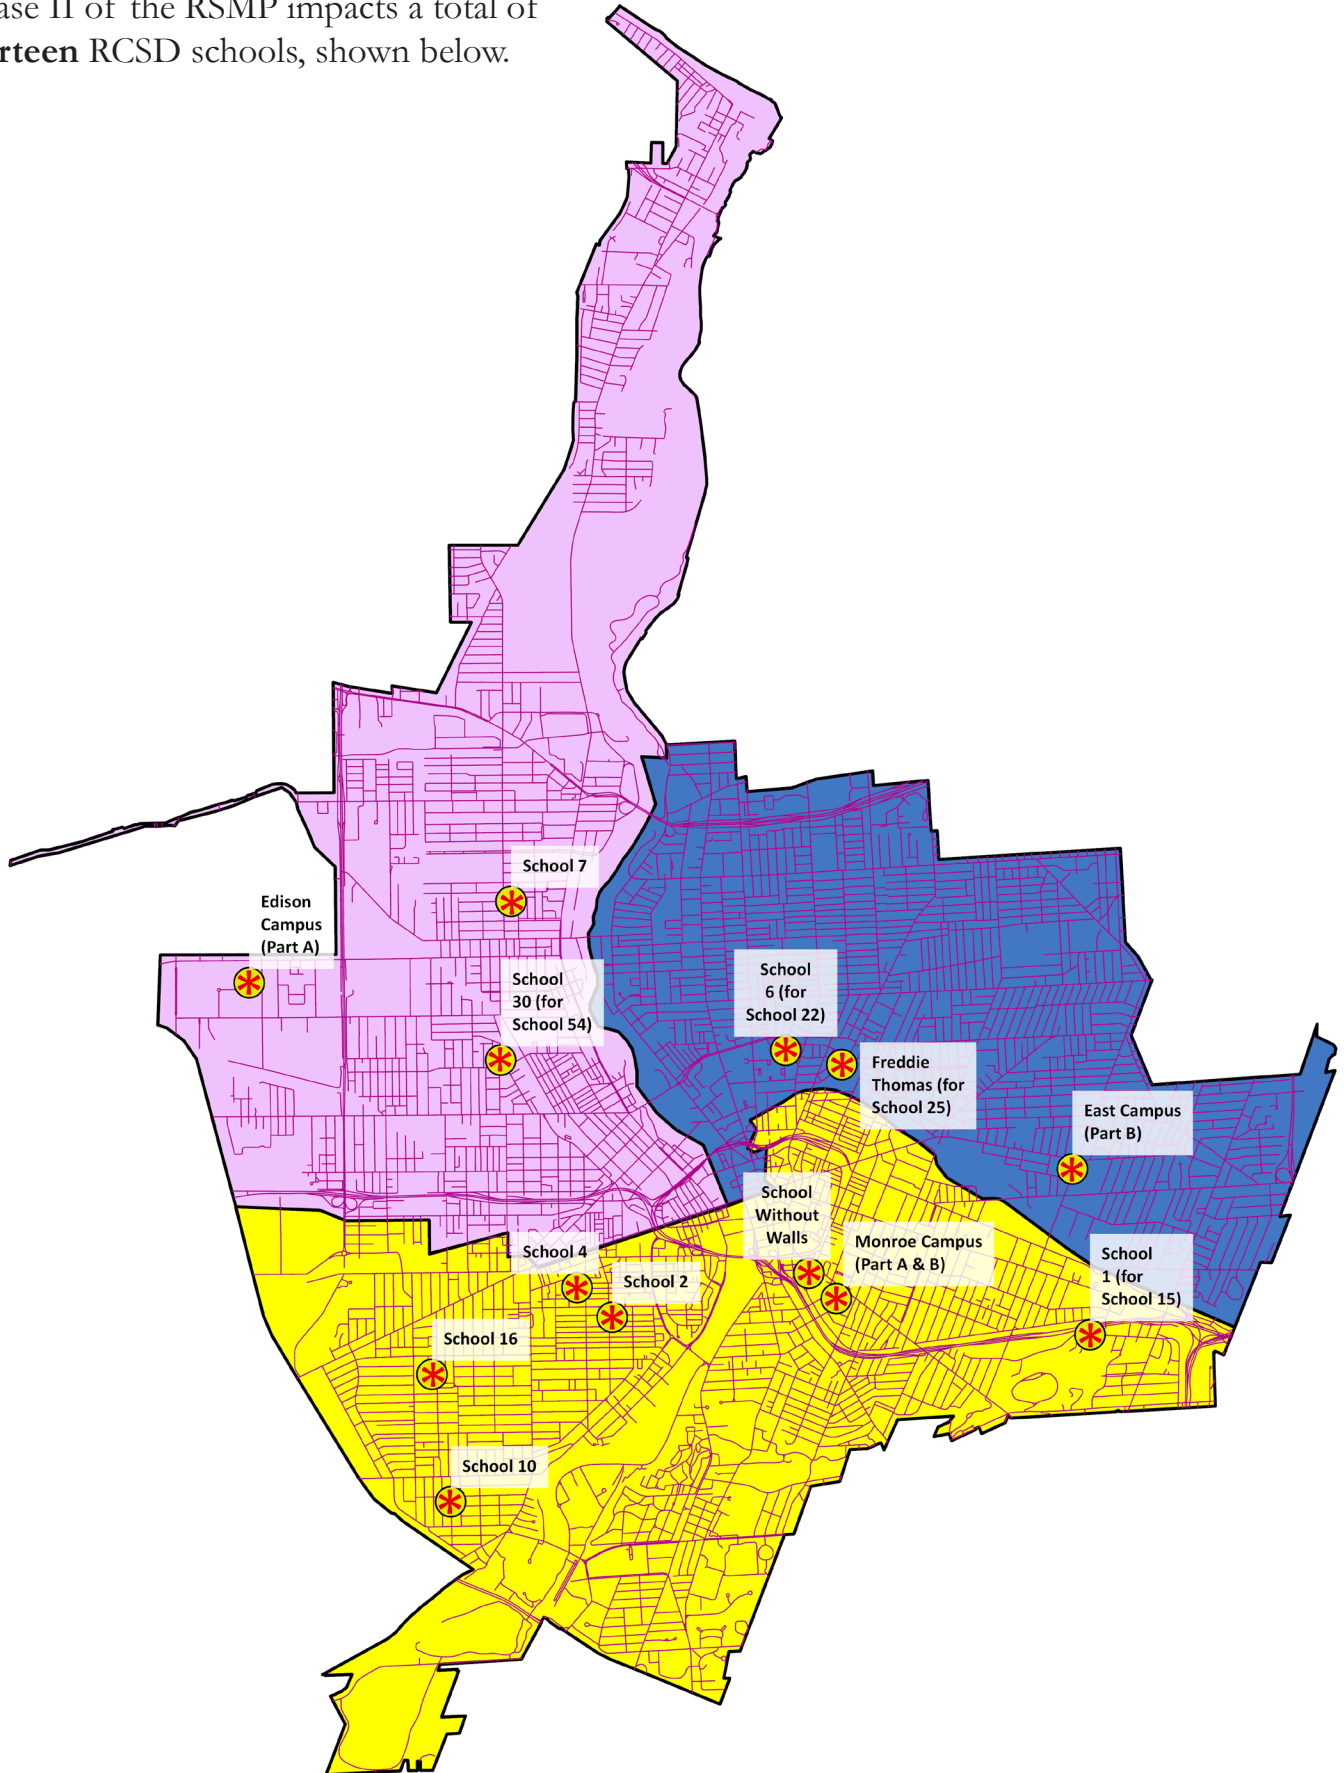 ase II of the RSMP impacts a total of
rteen RCSD schools, shown below.
School 7
Edison
Campus
(Part A)
School
30 (for
School 54)
School
6 (for
School 22)
Freddie
Thomas (for
School 25)
East Campus
(Part B)
School
Without
Walls
Monroe Campus
(Part A & B)
School
1 (for
School 15)
School 4
School 2
School 16
School 10